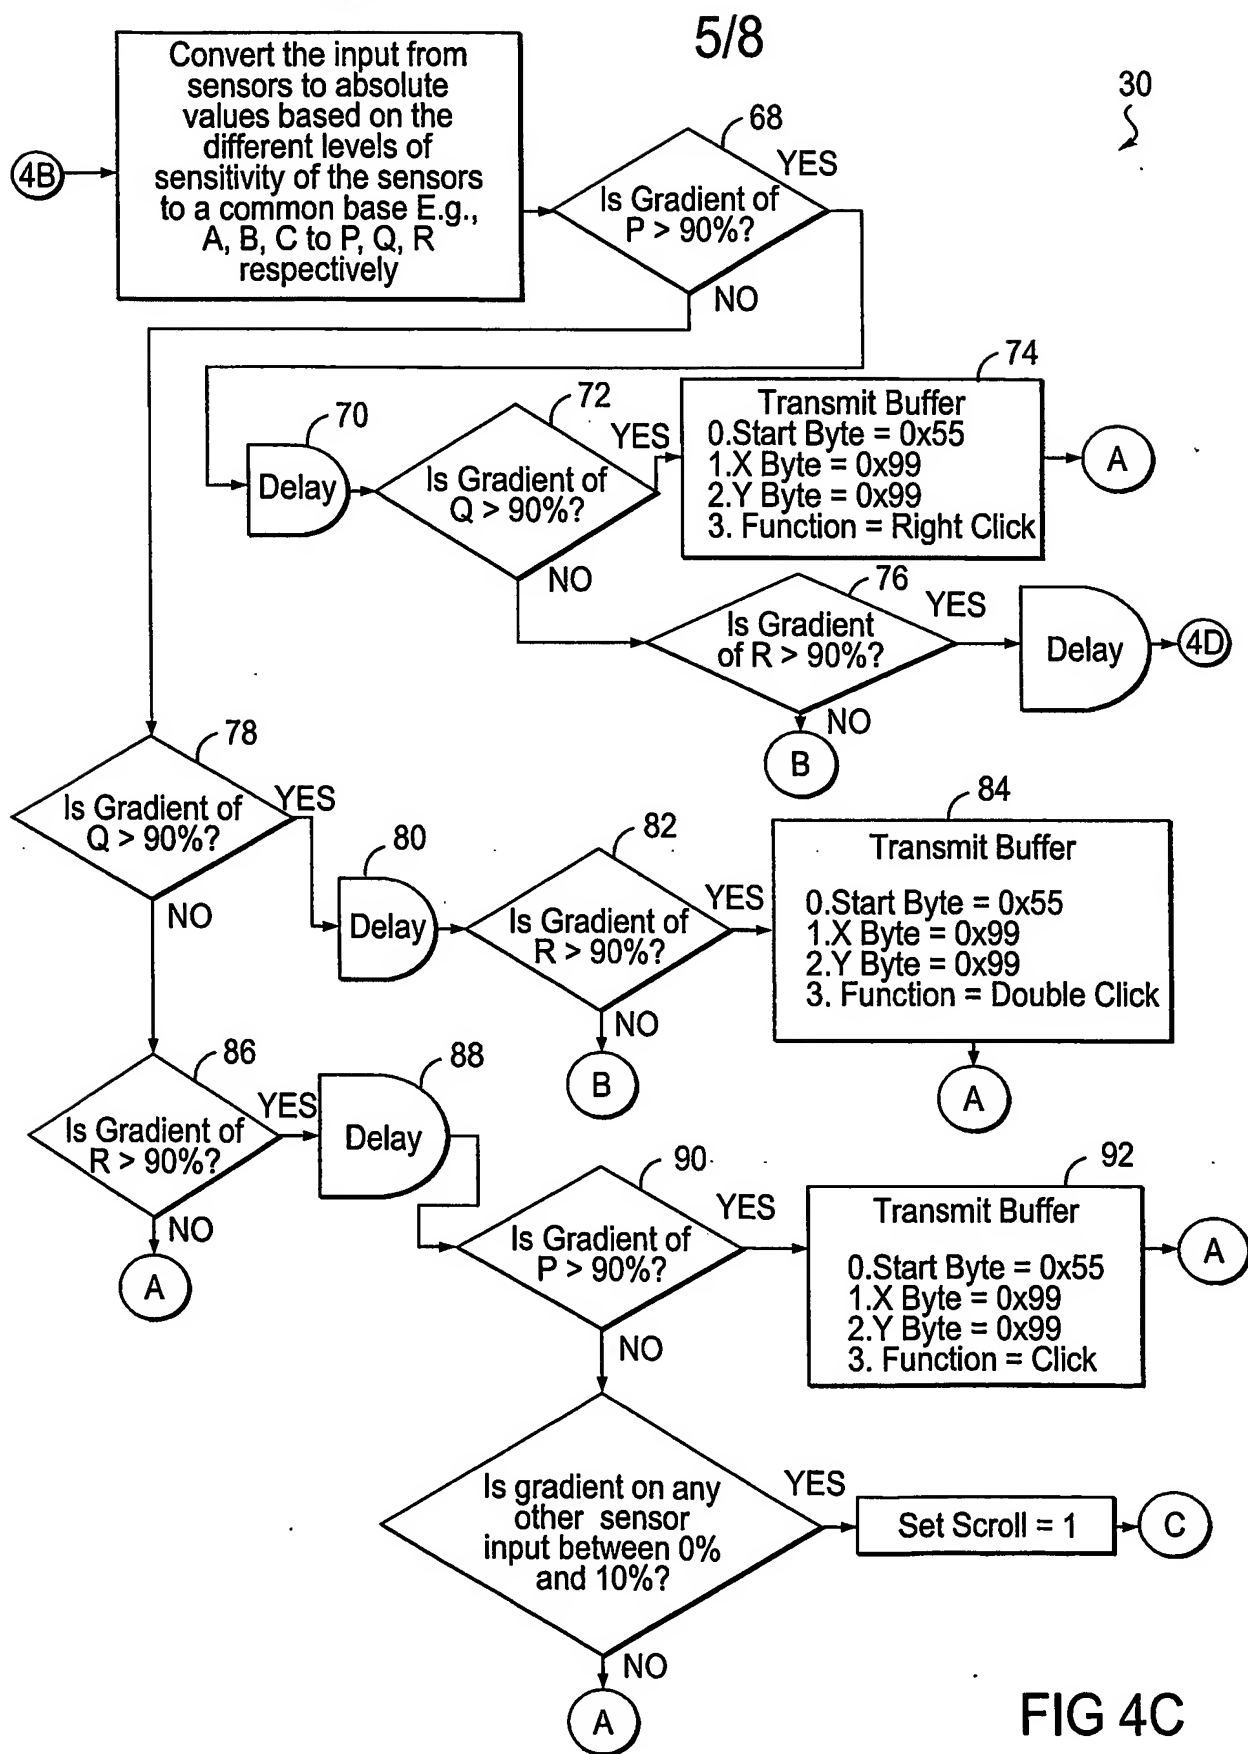 5/8
30
Convert the input from
sensors to absolute
values based on the
different levels of
sensitivity of the sensors
to a common base E.g.,
A, B, C to P, Q, R
respectively
4B
68
YES
Is Gradient of
P > 90%?
NO
70
Delay
72
YES
Is Gradient of
Q > 90%?
NO
74
Transmit Buffer
0.Start Byte = 0x55
1.X Byte = 0x99
2.Y Byte = 0x99
3. Function = Right Click
A
76
YES
Is Gradient
of R > 90%?
NO
Delay
4D
B
78
YES
Is Gradient of
Q > 90%?
NO
80
Delay
82
YES
Is Gradient of
R > 90%?
NO
B
84
Transmit Buffer
0.Start Byte = 0x55
1.X Byte = 0x99
2.Y Byte = 0x99
3. Function = Double Click
A
86
YES
Is Gradient of
R > 90%?
NO
A
88
Delay
90
YES
Is Gradient of
P > 90%?
NO
92
Transmit Buffer
0.Start Byte = 0x55
1.X Byte = 0x99
2.Y Byte = 0x99
3. Function = Click
A
Is gradient on any
other sensor
input between 0%
and 10%?
YES
Set Scroll = 1
C
NO
A
FIG 4C